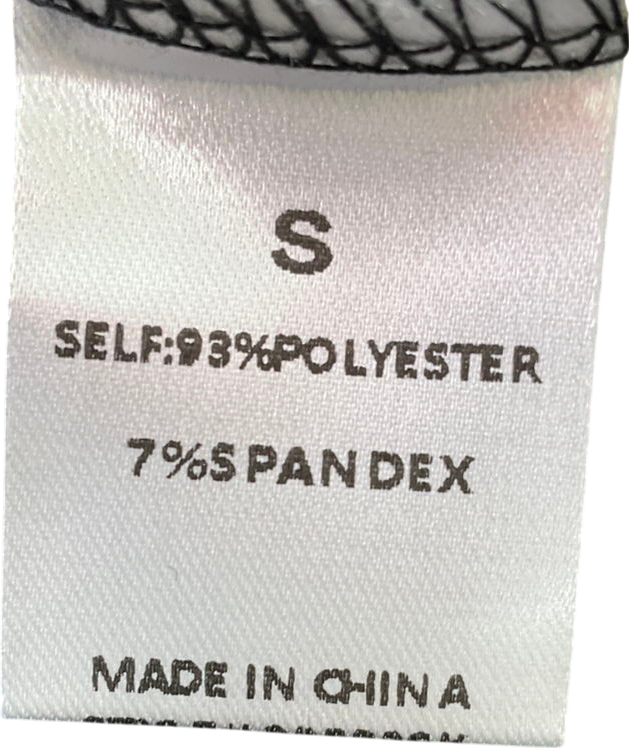 S
SELF:93%POLYESTER
7%SPANDEX
MADE IN CHINA